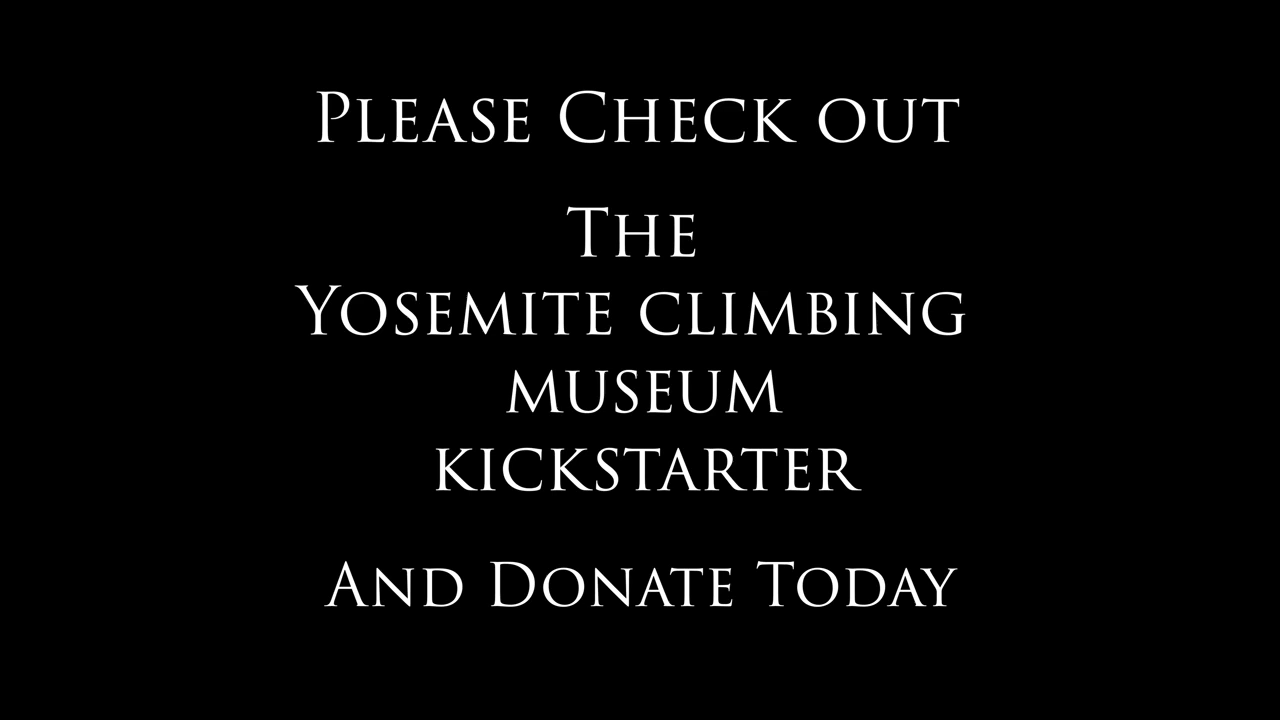 Please Check out
The
Yosemite climbing
museum
kickstarter
And Donate Today